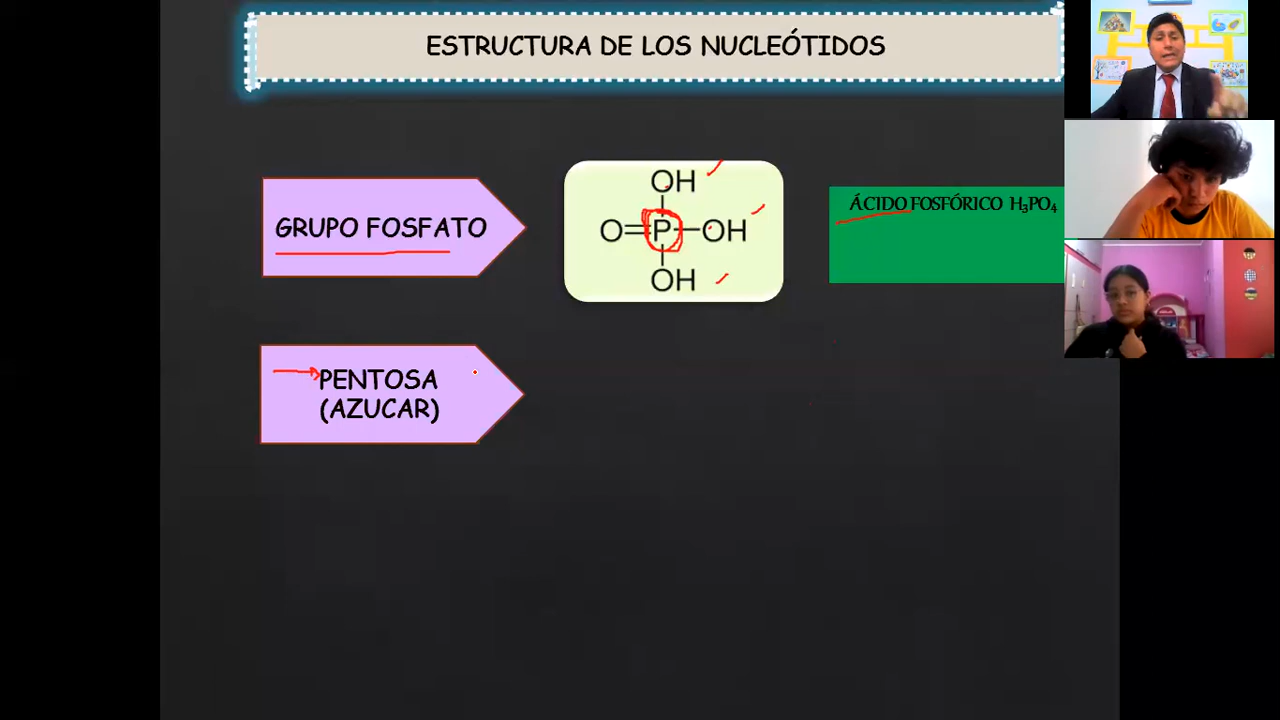 ESTRUCTURA DE LOS NUCLEÓTIDOS
GRUPO FOSFATO
OH
O=P—OH
OH
ÁCIDO FOSFÓRICO H₃PO₄
PENTOSA
(AZUCAR)